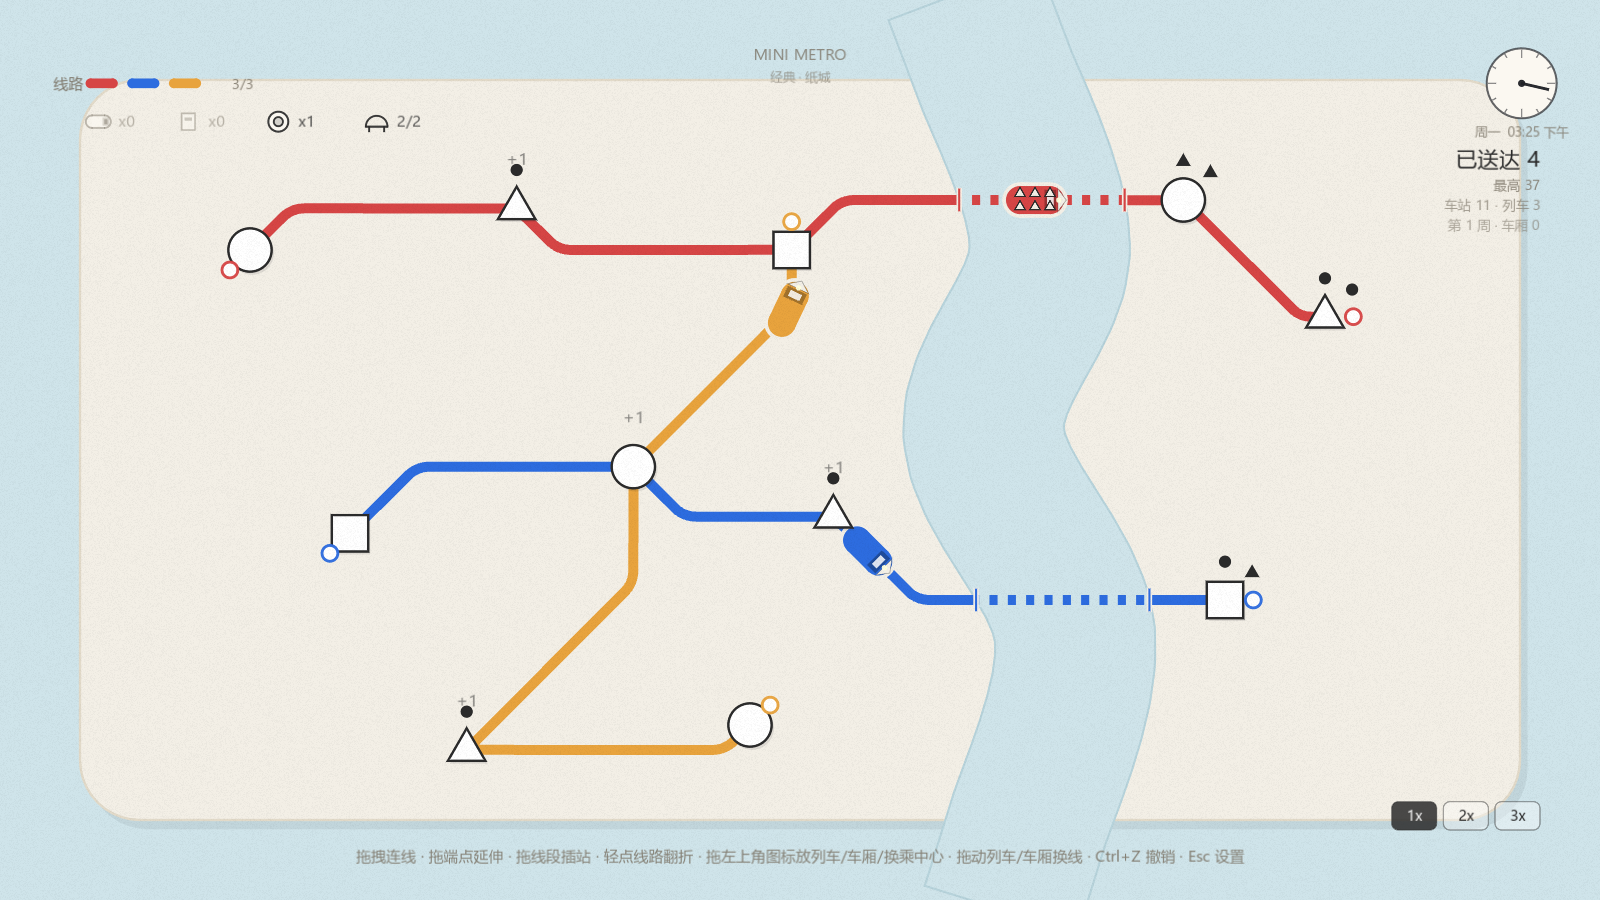 MINI METRO
经典 · 纸城
线路
3/3
x0
x0
x1
2/2
周一 03:25 下午
已送达 4
最高 37
车站 11 · 列车 3
第 1 周 · 车厢 0
+1
+1
+1
+1
1x
2x
3x
拖拽连线 · 拖端点延伸 · 拖线段插站 · 轻点线路翻折 · 拖左上角图标放列车/车厢/换乘中心 · 拖动列车/车厢换线 · Ctrl+Z 撤销 · Esc 设置